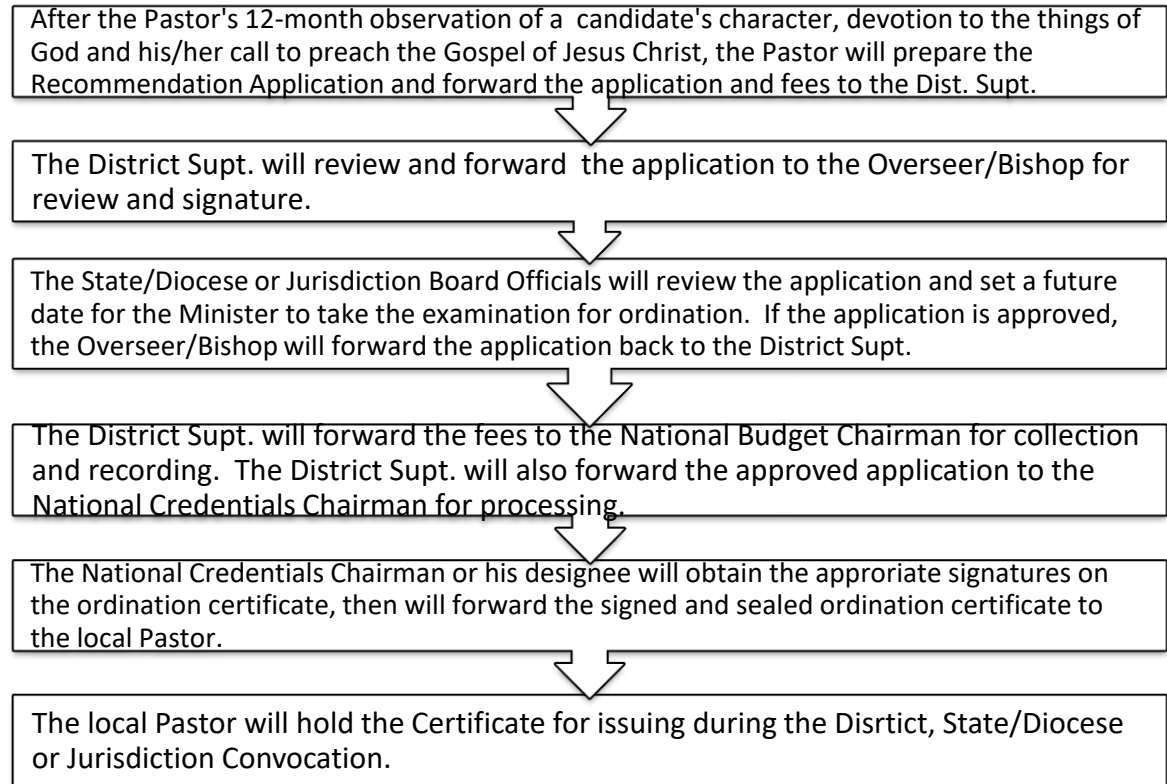 After the Pastor's 12-month observation of a  candidate's character, devotion to the things of
God and his/her call to preach the Gospel of Jesus Christ, the Pastor will prepare the
Recommendation Application and forward the application and fees to the Dist. Supt.
The District Supt. will review and forward  the application to the Overseer/Bishop for
review and signature.
The State/Diocese or Jurisdiction Board Officials will review the application and set a future
date for the Minister to take the examination for ordination.  If the application is approved,
the Overseer/Bishop will forward the application back to the District Supt.
The District Supt. will forward the fees to the National Budget Chairman for collection
and recording.  The District Supt. will also forward the approved application to the
National Credentials Chairman for processing.
The National Credentials Chairman or his designee will obtain the approriate signatures on
the ordination certificate, then will forward the signed and sealed ordination certificate to
the local Pastor.
The local Pastor will hold the Certificate for issuing during the Disrtict, State/Diocese
or Jurisdiction Convocation.